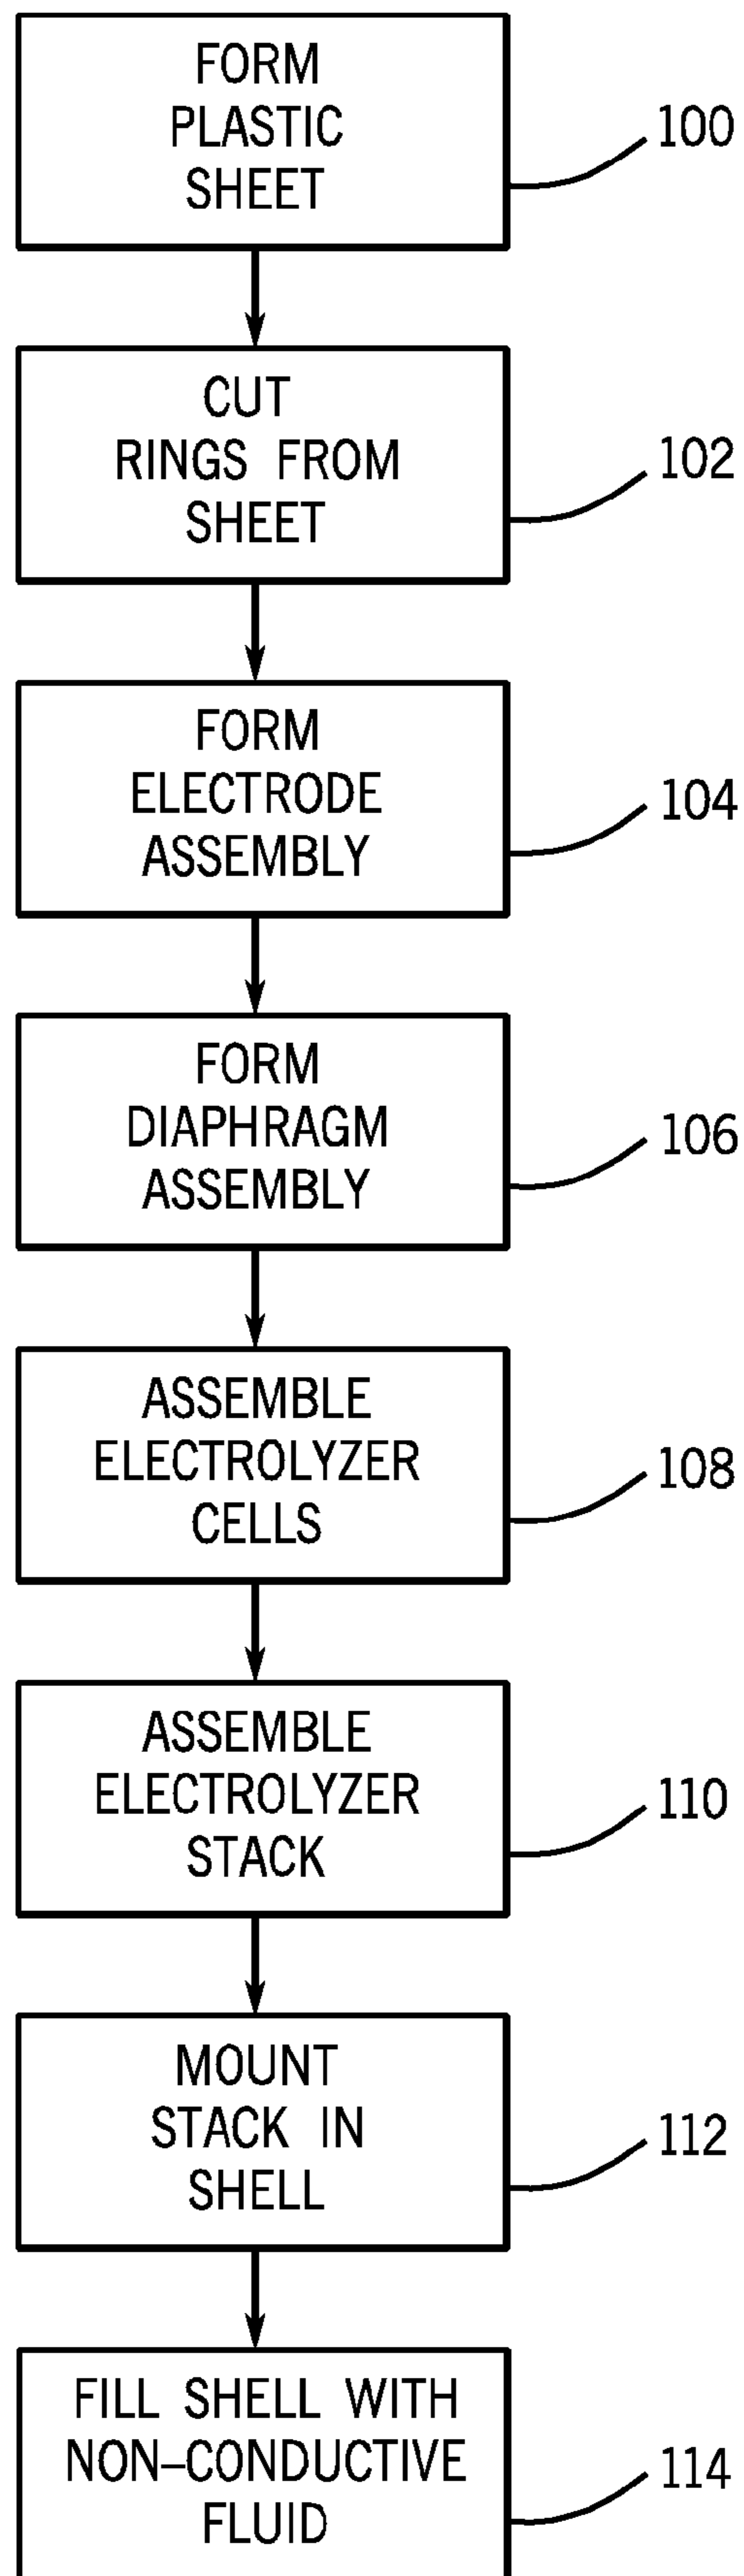 FORM
PLASTIC
SHEET
100
CUT
RINGS FROM
SHEET
102
FORM
ELECTRODE
ASSEMBLY
104
FORM
DIAPHRAGM
ASSEMBLY
106
ASSEMBLE
ELECTROLYZER
CELLS
108
ASSEMBLE
ELECTROLYZER
STACK
110
MOUNT
STACK IN
SHELL
112
FILL SHELL WITH
NON-CONDUCTIVE
FLUID
114